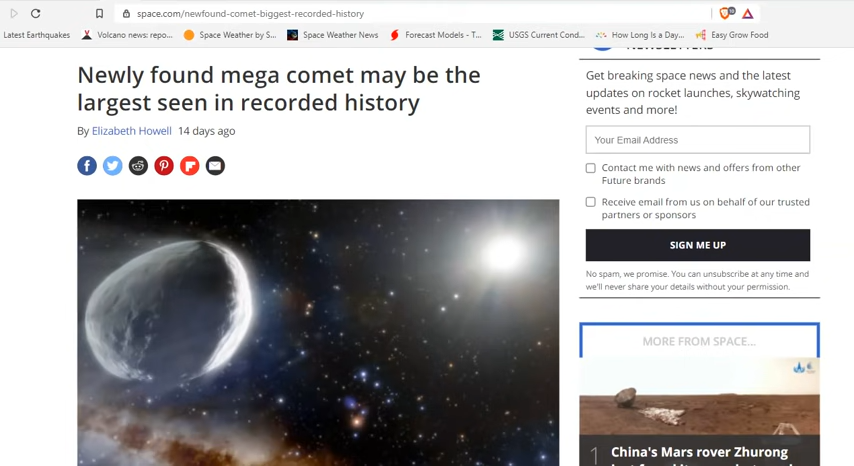 space.com/newfound-comet-biggest-recorded-history
Latest Earthquakes Volcano news: repo... Space Weather by S... Space Weather News Forecast Models - T... USGS Current Cond... How Long Is a Day... Easy Grow Food
Newly found mega comet may be the
largest seen in recorded history
By Elizabeth Howell 14 days ago
NEWSLETTERS
Get breaking space news and the latest
updates on rocket launches, skywatching
events and more!
Your Email Address
Contact me with news and offers from other
Future brands
Receive email from us on behalf of our trusted
partners or sponsors
SIGN ME UP
No spam, we promise. You can unsubscribe at any time and
we'll never share your details without your permission.
MORE FROM SPACE...
1 China's Mars rover Zhurong